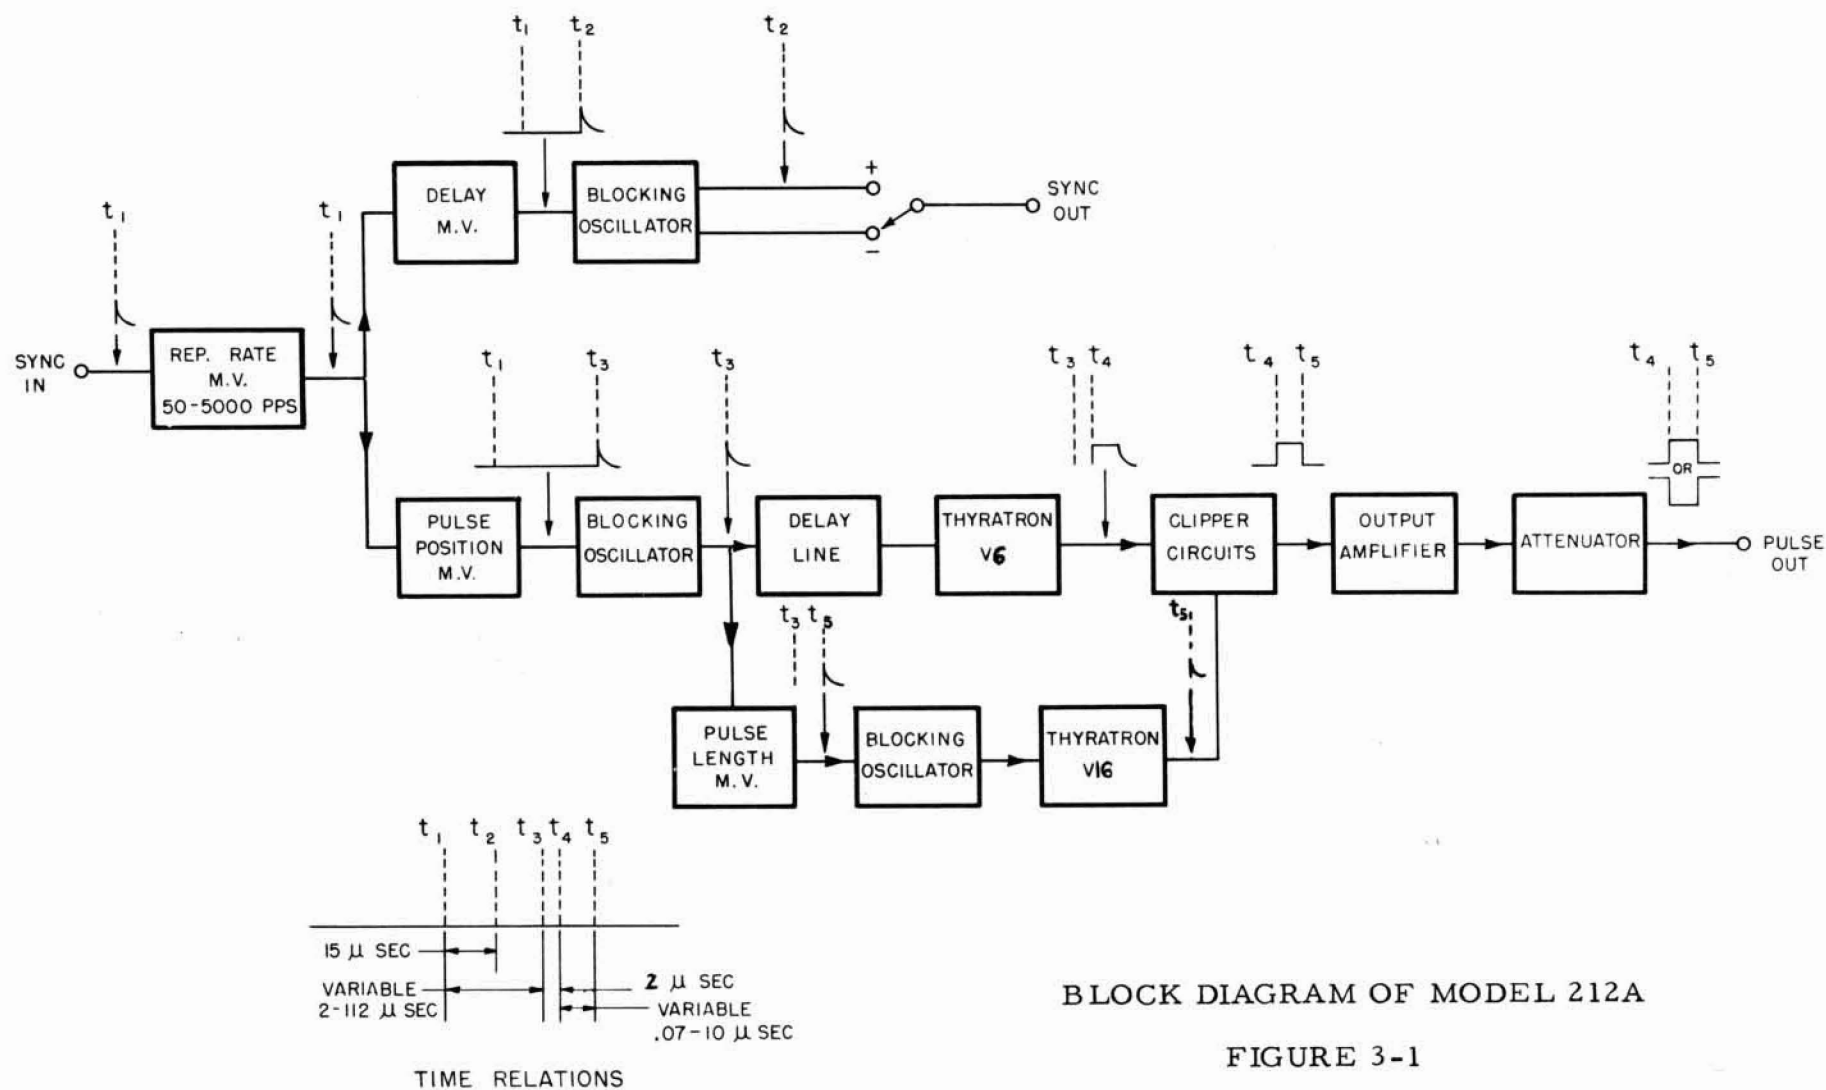 t1 t2
t2
DELAY
M.V.
BLOCKING
OSCILLATOR
+
−
SYNC
OUT
t1
t1
SYNC
IN
REP. RATE
M.V.
50-5000 PPS
t1 t3
t3
t3 t4
t4 t5
t4 t5
OR
PULSE
POSITION
M.V.
BLOCKING
OSCILLATOR
DELAY
LINE
THYRATRON
V6
CLIPPER
CIRCUITS
OUTPUT
AMPLIFIER
ATTENUATOR
PULSE
OUT
t3 t5
t5
PULSE
LENGTH
M.V.
BLOCKING
OSCILLATOR
THYRATRON
V16
t1 t2 t3 t4 t5
15 µ SEC
VARIABLE
2-112 µ SEC
2 µ SEC
VARIABLE
.07-10 µ SEC
TIME RELATIONS
BLOCK DIAGRAM OF MODEL 212A
FIGURE 3-1